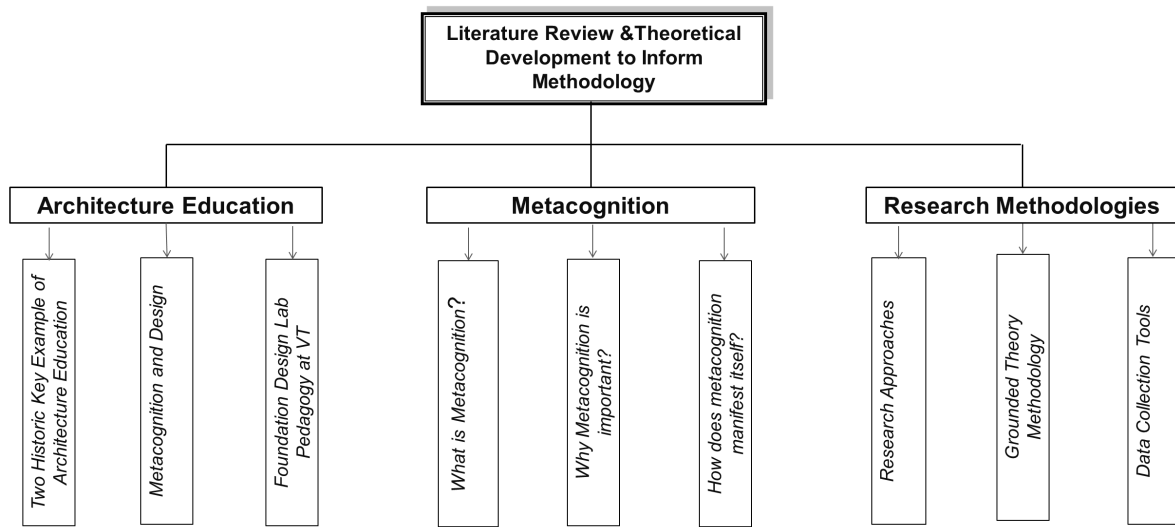 Literature Review &Theoretical
Development to Inform
Methodology
Architecture Education
Metacognition
Research Methodologies
Two Historic Key Example of
Architecture Education
Metacognition and Design
Foundation Design Lab
Pedagogy at VT
What is Metacognition?
Why Metacognition is
important?
How does metacognition
manifest itself?
Research Approaches
Grounded Theory
Methodology
Data Collection Tools